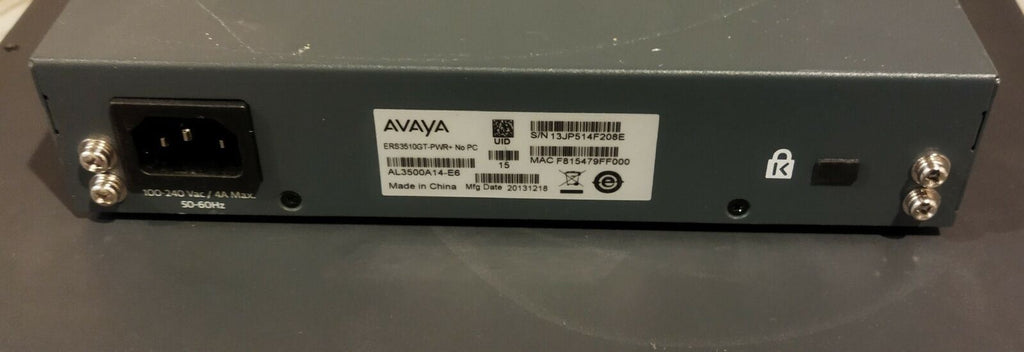 AVAYA
ERS3510GT-PWR+ No PC
AL3500A14-E6
Made in China
UID
15
Mfg Date 20131218
S/N 13JP514F208E
MAC F815479FF000
100-240 Vac / 4A Max.
50-60Hz